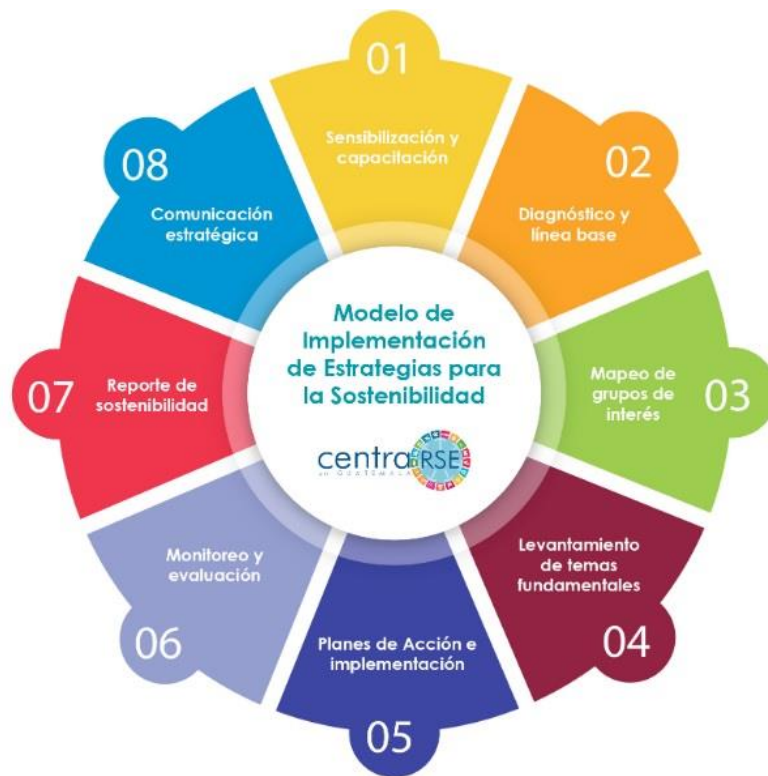 01
Sensibilización y
capacitación
02
Diagnóstico y
línea base
03
Mapeo de
grupos de
interés
04
Levantamiento
de temas
fundamentales
05
Planes de Acción e
implementación
06
Monitoreo y
evaluación
07
Reporte de
sostenibilidad
08
Comunicación
estratégica
Modelo de
Implementación
de Estrategias para
la Sostenibilidad
centraRSE
en GUATEMALA